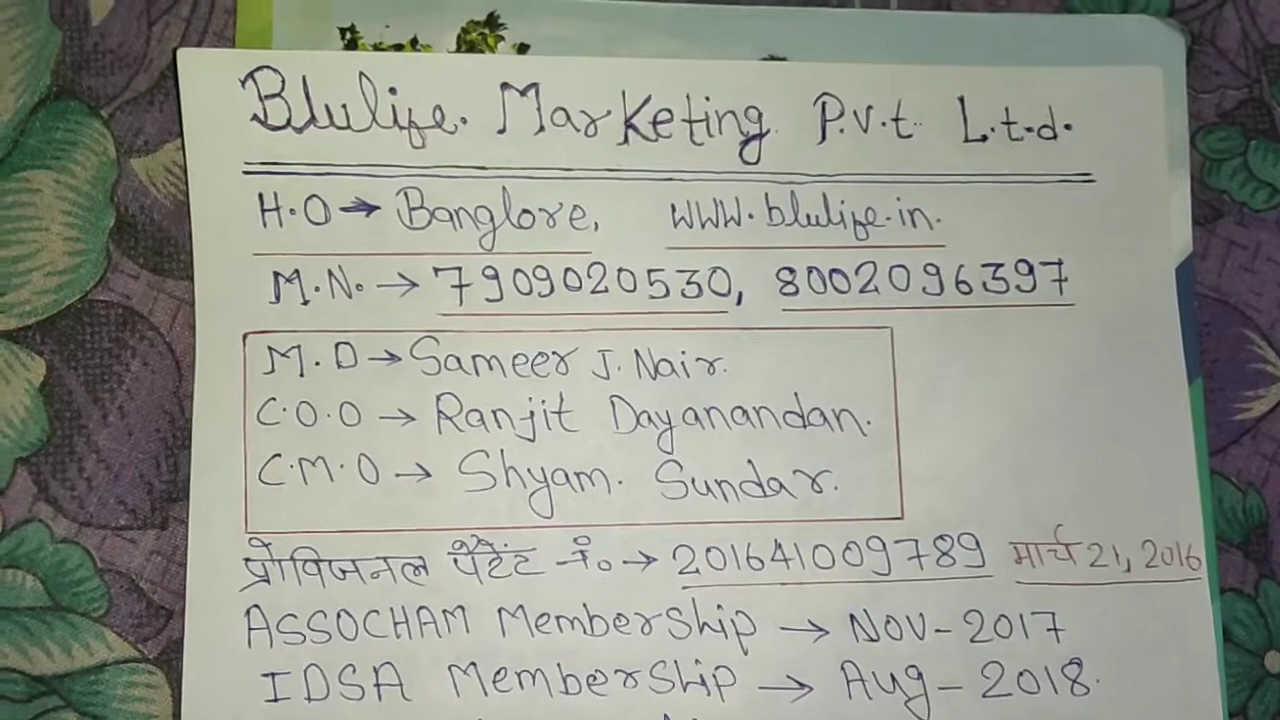 Blulife. Marketing P.v.t. L.t.d.
H.O → Banglore, WWW.blulife.in.
M.N. → 7909020530, 8002096397
M.D → Sameer J. Nair.
C.O.O → Ranjit Dayanandan.
C.M.O → Shyam. Sundar.
प्रोविजनल पेटेंट नं० → 201641009789 मार्च 21, 2016
ASSOCHAM MemberShip → NOV - 2017
IDSA MemberShip → Aug - 2018.